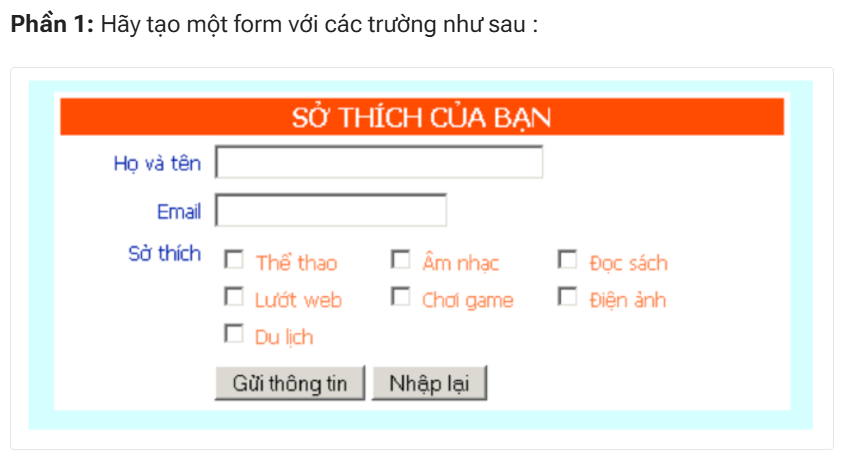 Phần 1: Hãy tạo một form với các trường như sau :
SỞ THÍCH CỦA BẠN
Họ và tên
Email
Sở thích
Thể thao Âm nhạc Đọc sách
Lướt web Chơi game Điện ảnh
Du lịch
Gửi thông tin Nhập lại